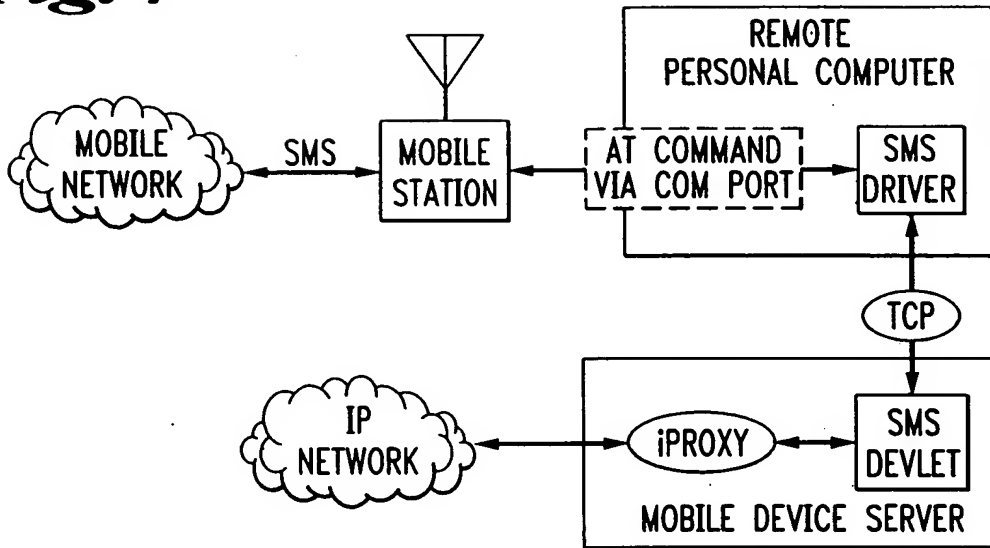 REMOTE
PERSONAL COMPUTER
MOBILE
NETWORK
SMS
MOBILE
STATION
AT COMMAND
VIA COM PORT
SMS
DRIVER
TCP
IP
NETWORK
iPROXY
SMS
DEVLET
MOBILE DEVICE SERVER